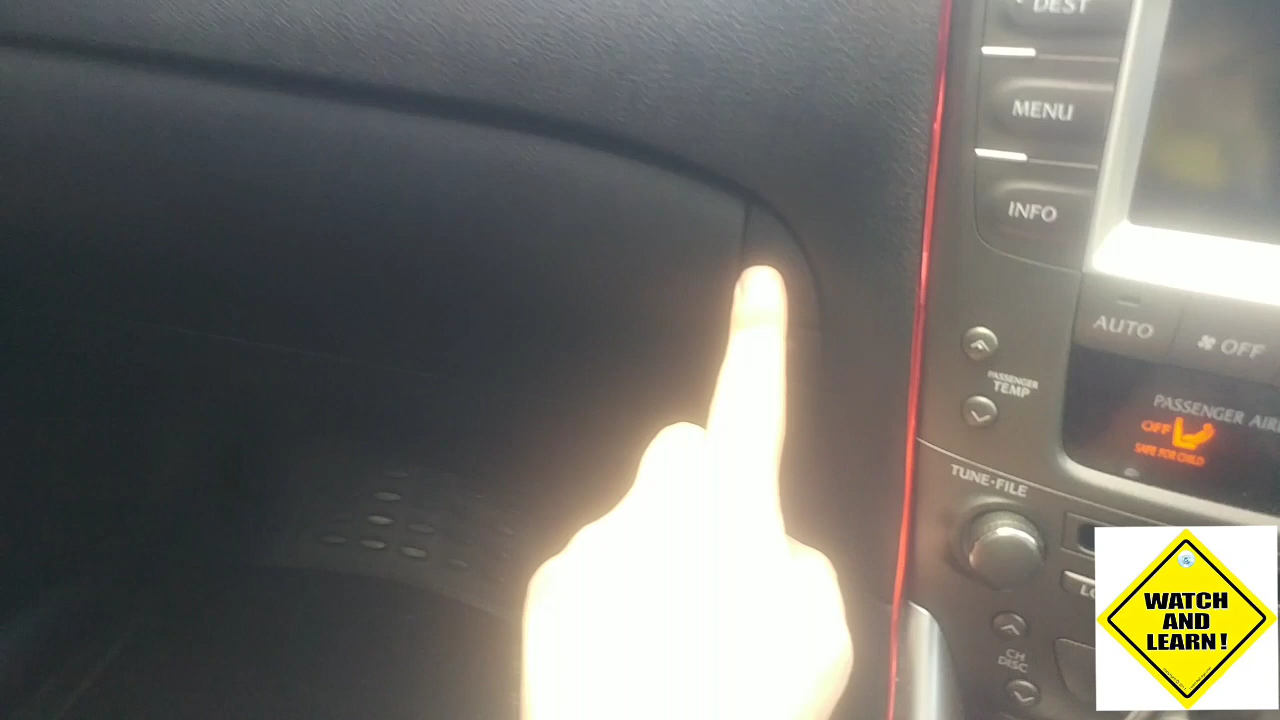 DEST
MENU
INFO
AUTO
OFF
PASSENGER
TEMP
PASSENGER AIR
OFF
SAFE FOR CHILD
TUNE·FILE
CH
DISC
WATCH
AND
LEARN!